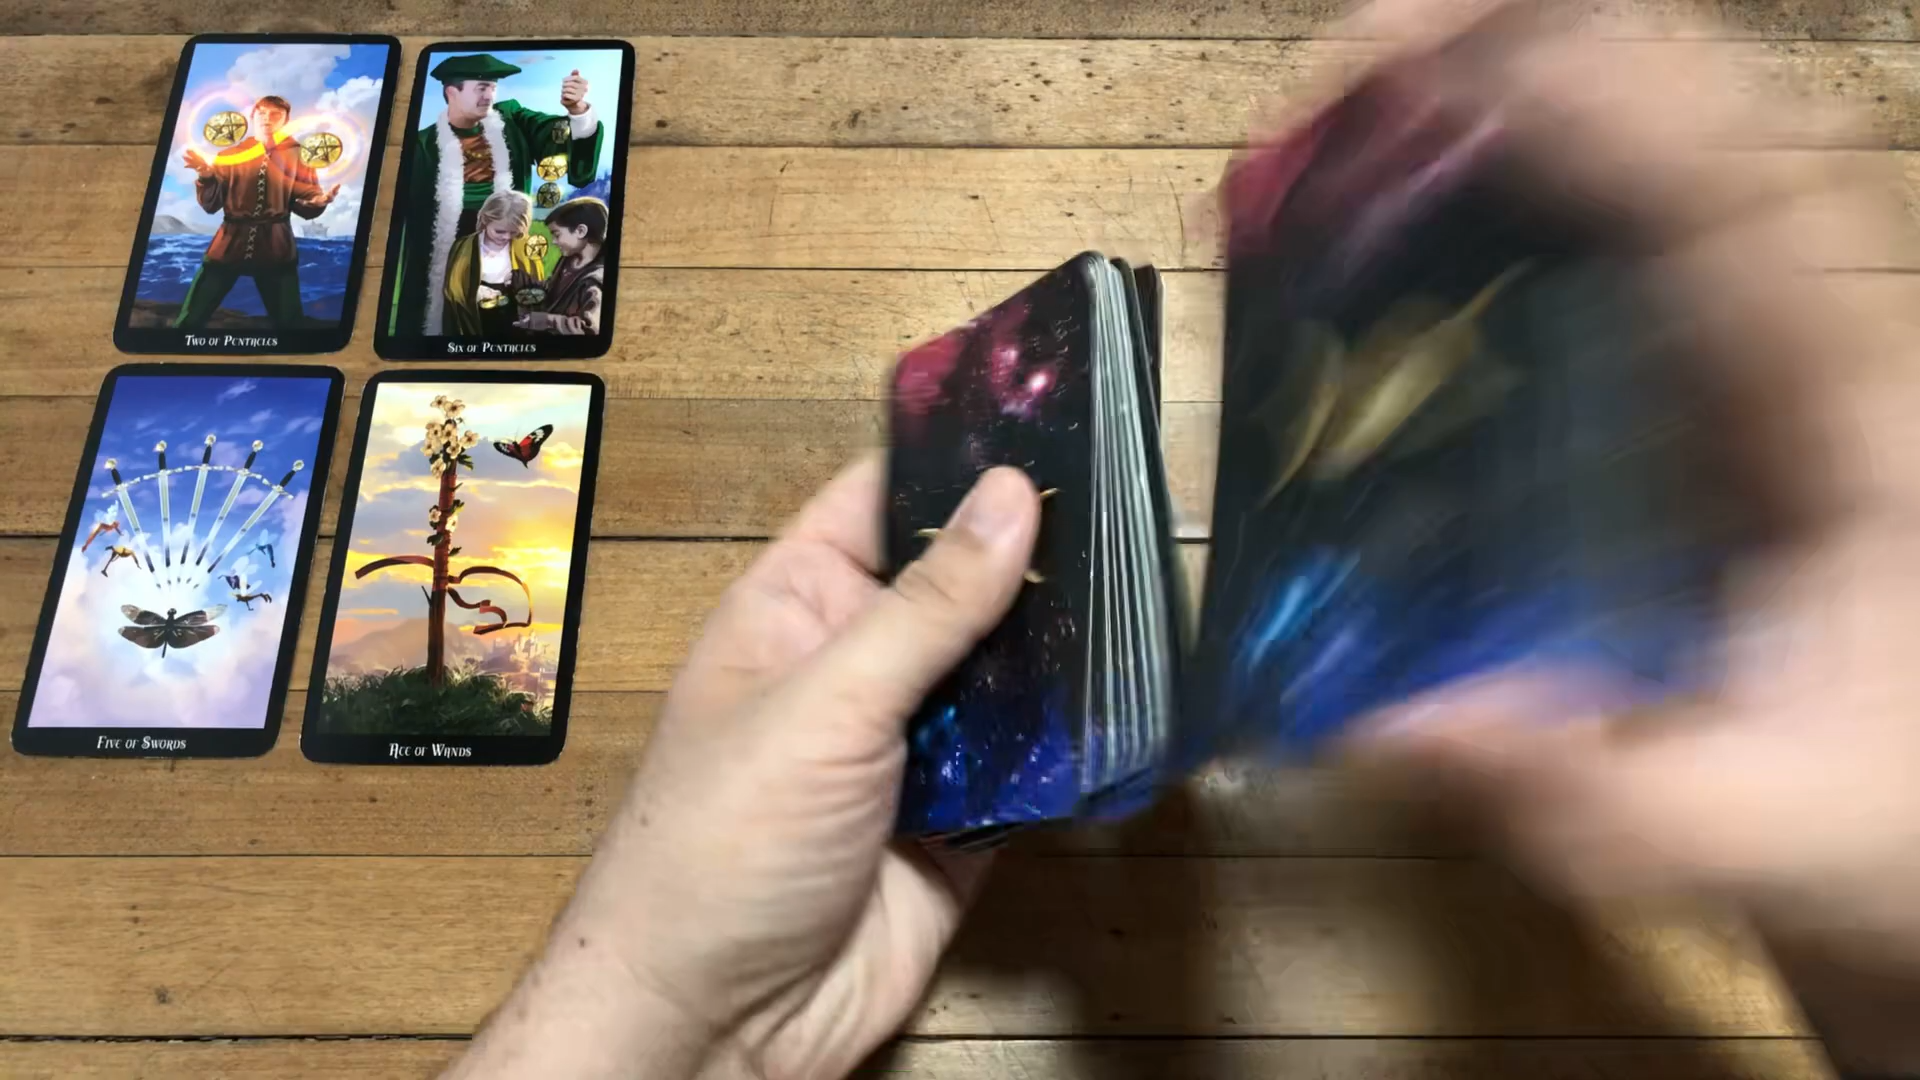 Two of Pentacles
Six of Pentacles
Five of Swords
Ace of Wands